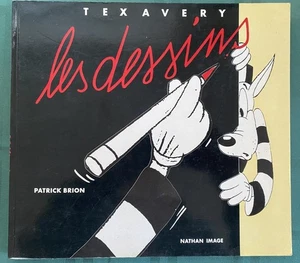 TEX AVERY
les dessins
PATRICK BRION
NATHAN IMAGE